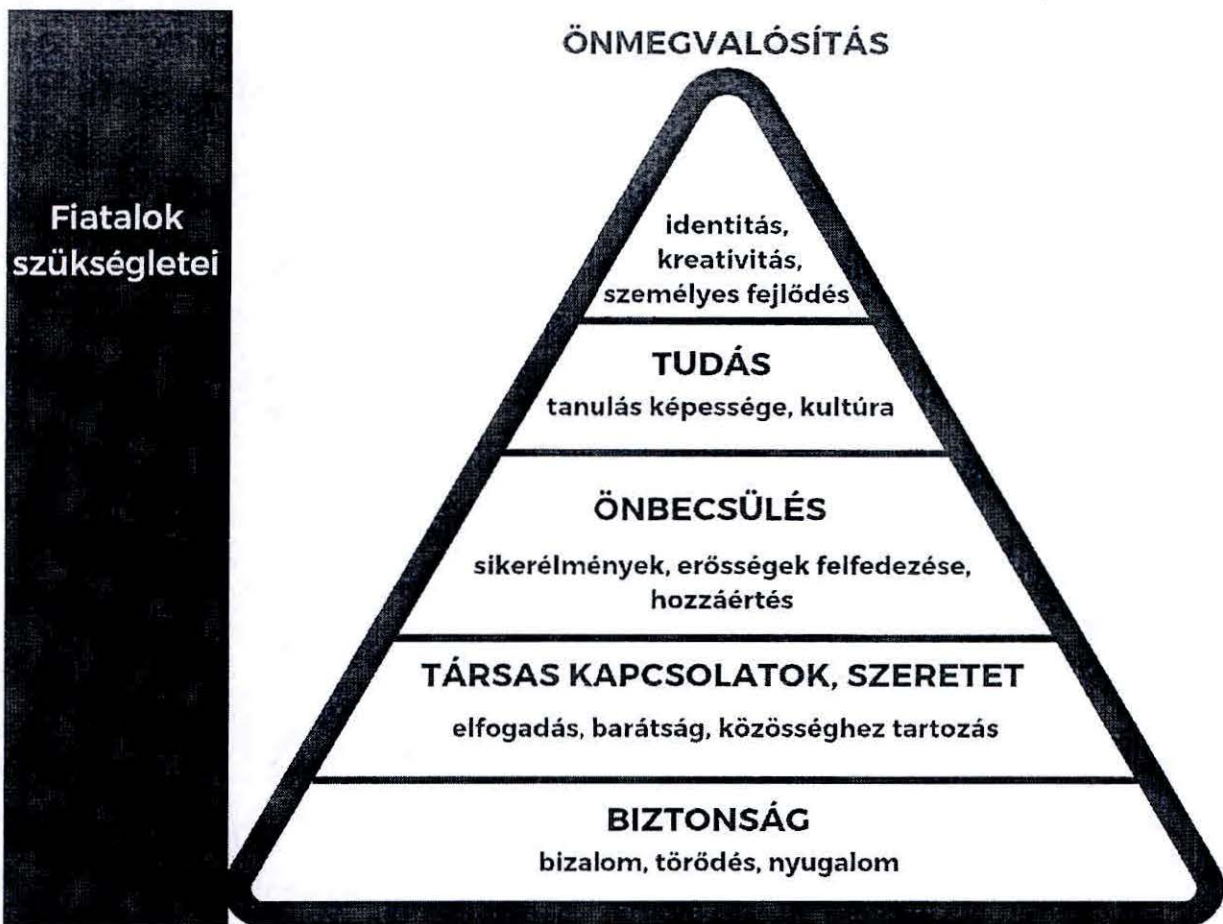 ÖNMEGVALÓSÍTÁS
Fiatalok
szükségletei
identitás,
kreativitás,
személyes fejlődés
TUDÁS
tanulás képessége, kultúra
ÖNBECSÜLÉS
sikerélmények, erősségek felfedezése,
hozzáértés
TÁRSAS KAPCSOLATOK, SZERETET
elfogadás, barátság, közösséghez tartozás
BIZTONSÁG
bizalom, törődés, nyugalom